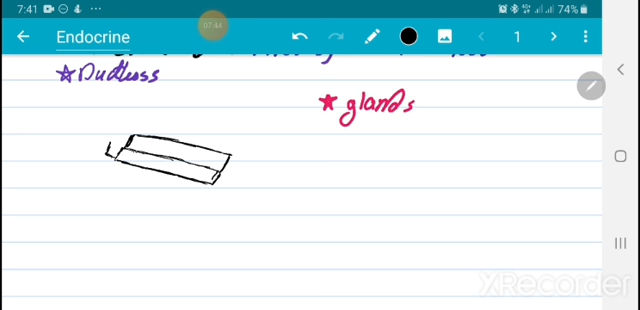 7:41 74%
07:44
Endocrine 1
★Ductless
★ glands
XRecorder